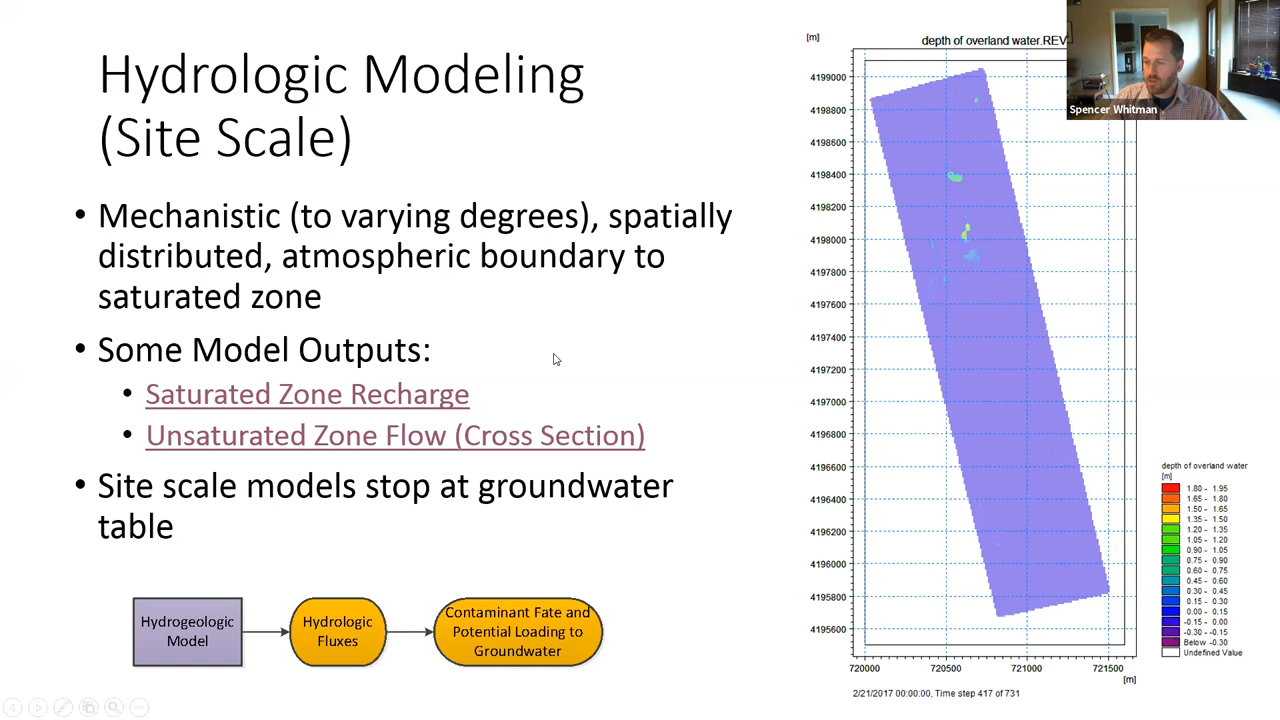 Hydrologic Modeling
(Site Scale)
• Mechanistic (to varying degrees), spatially
distributed, atmospheric boundary to
saturated zone
• Some Model Outputs:
• Saturated Zone Recharge
• Unsaturated Zone Flow (Cross Section)
• Site scale models stop at groundwater
table
Hydrogeologic
Model
Hydrologic
Fluxes
Contaminant Fate and
Potential Loading to
Groundwater
[m]
depth of overland water.REV
4199000
4198800
4198600
4198400
4198200
4198000
4197800
4197600
4197400
4197200
4197000
4196800
4196600
4196400
4196200
4196000
4195800
4195600
720000
720500
721000
721500
[m]
2/21/2017 00:00:00, Time step 417 of 731
depth of overland water
[m]
1.80 - 1.95
1.65 - 1.80
1.50 - 1.65
1.35 - 1.50
1.20 - 1.35
1.05 - 1.20
0.90 - 1.05
0.75 - 0.90
0.60 - 0.75
0.45 - 0.60
0.30 - 0.45
0.15 - 0.30
0.00 - 0.15
-0.15 - 0.00
-0.30 - -0.15
Below -0.30
Undefined Value
Spencer Whitman